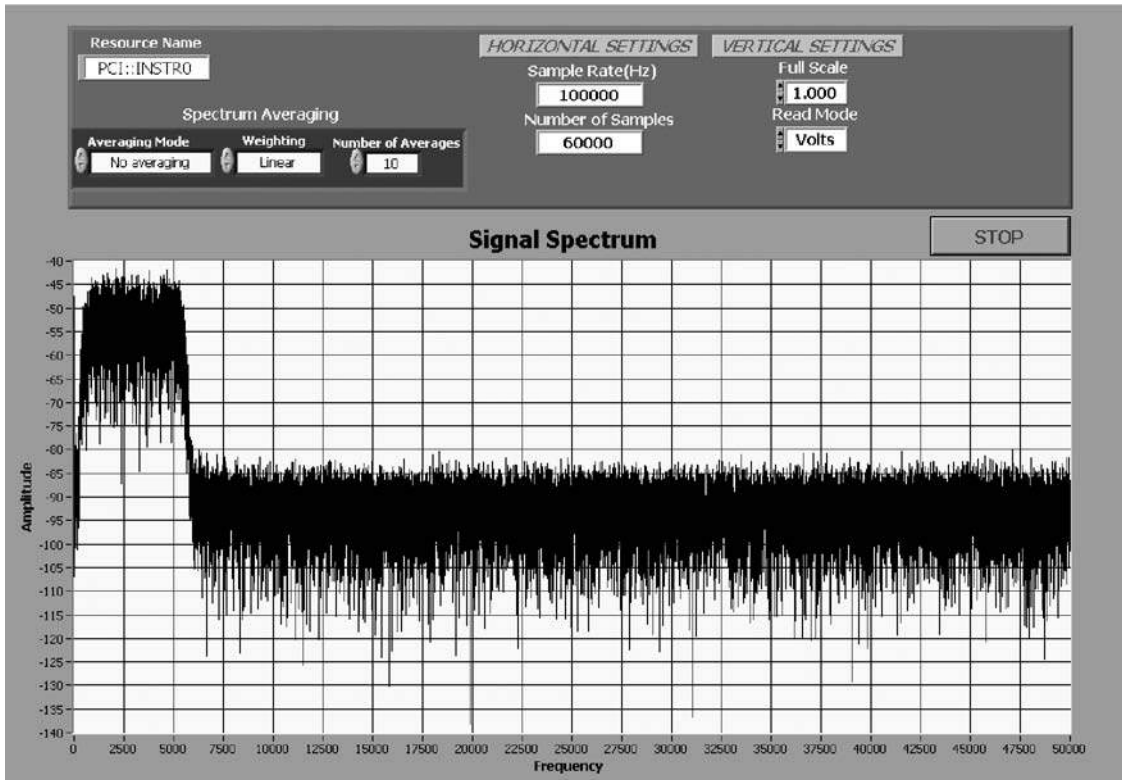 Resource Name
PCI::INSTR0
Spectrum Averaging
Averaging Mode
No averaging
Weighting
Linear
Number of Averages
10
HORIZONTAL SETTINGS
Sample Rate(Hz)
100000
Number of Samples
60000
VERTICAL SETTINGS
Full Scale
1.000
Read Mode
Volts
Signal Spectrum
STOP
Amplitude
-40
-45
-50
-55
-60
-65
-70
-75
-80
-85
-90
-95
-100
-105
-110
-115
-120
-125
-130
-135
-140
0 2500 5000 7500 10000 12500 15000 17500 20000 22500 25000 27500 30000 32500 35000 37500 40000 42500 45000 47500 50000
Frequency